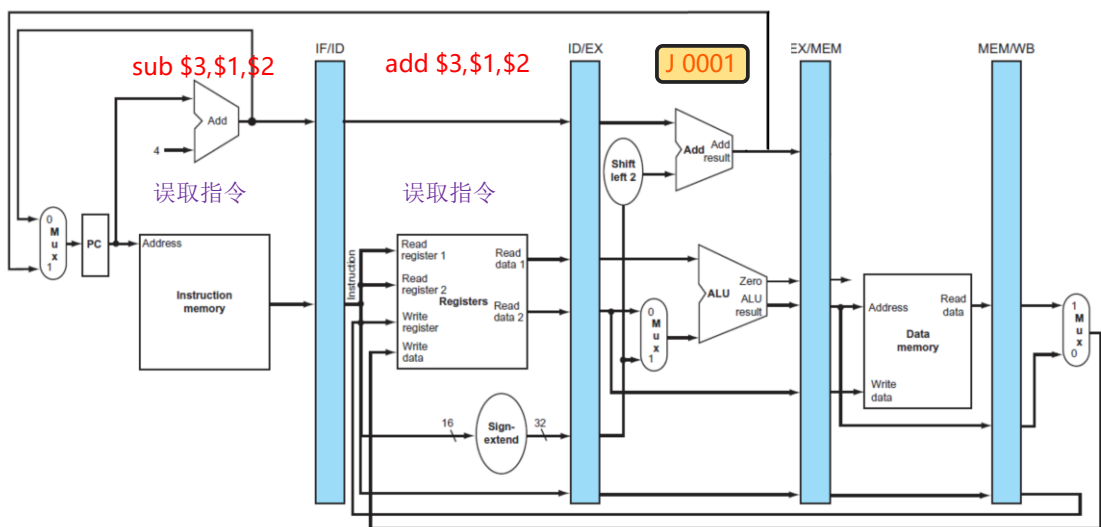 IF/ID
ID/EX
EX/MEM
MEM/WB
sub $3,$1,$2
add $3,$1,$2
J 0001
Add
4
Shift
left 2
Add
Add
result
误取指令
误取指令
0
M
u
x
1
PC
Address
Instruction
memory
Instruction
Read
register 1
Read
register 2
Write
register
Write
data
Registers
Read
data 1
Read
data 2
0
M
u
x
1
ALU
Zero
ALU
result
Address
Read
data
Data
memory
Write
data
1
M
u
x
0
16
Sign-
extend
32